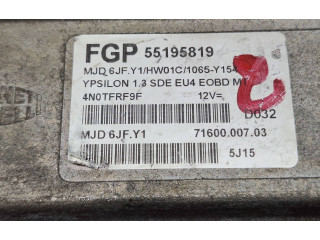 FGP 55195819
MJD 6JF.Y1/HW01C/1065-Y154
YPSILON 1.3 SDE EU4 EOBD MT
4N0TFRF9F 12V=
D032
MJD 6JF.Y1 71600.007.03
5J15